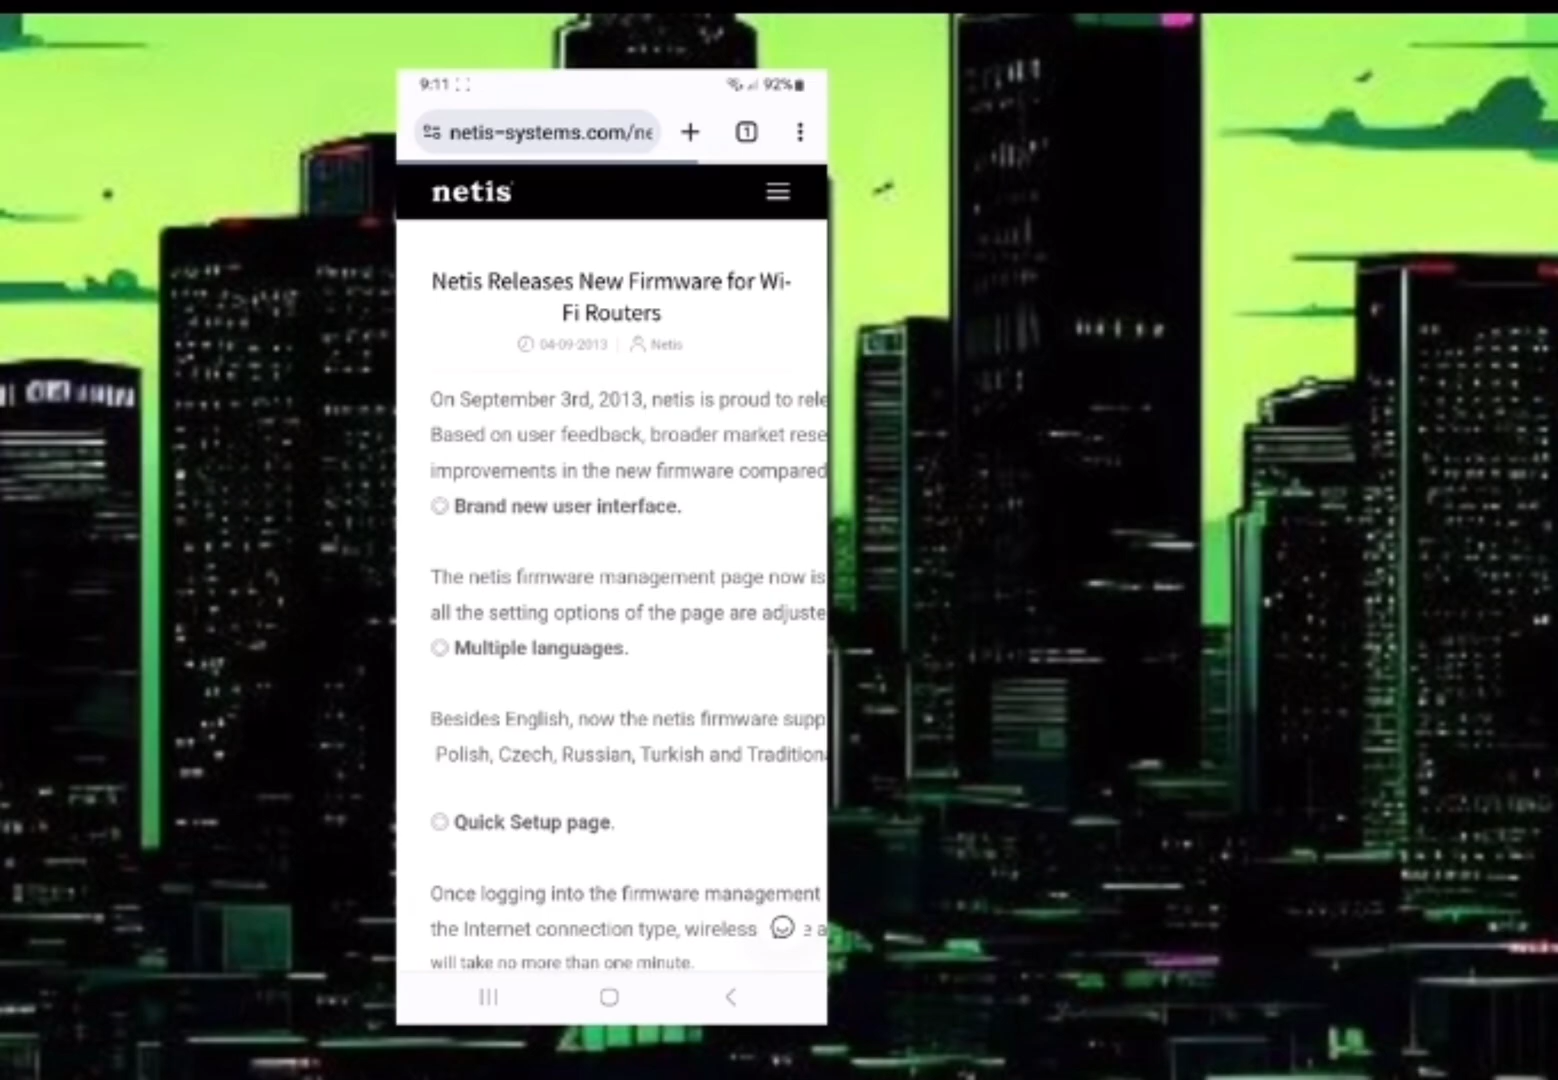 9:11
92%
netis-systems.com/ne
1
netis
Netis Releases New Firmware for Wi-
Fi Routers
04-09-2013 | Netis
On September 3rd, 2013, netis is proud to rele
Based on user feedback, broader market rese
improvements in the new firmware compared
Brand new user interface.
The netis firmware management page now is
all the setting options of the page are adjuste
Multiple languages.
Besides English, now the netis firmware supp
Polish, Czech, Russian, Turkish and Traditiona
Quick Setup page.
Once logging into the firmware management
the Internet connection type, wireless e a
will take no more than one minute.